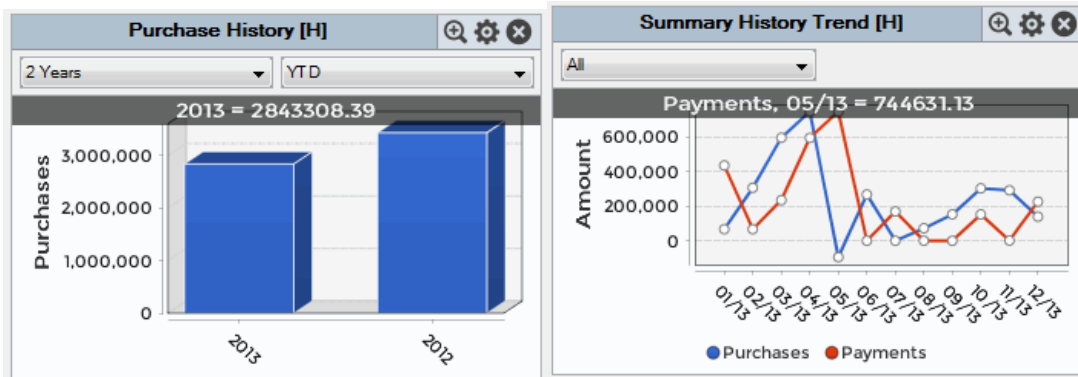 Purchase History [H]
2 Years
YTD
2013 = 2843308.39
Purchases
3,000,000
2,000,000
1,000,000
0
2013
2012
Summary History Trend [H]
All
Payments, 05/13 = 744631.13
Amount
600,000
400,000
200,000
0
01/13
02/13
03/13
04/13
05/13
06/13
07/13
08/13
09/13
10/13
11/13
12/13
Purchases
Payments